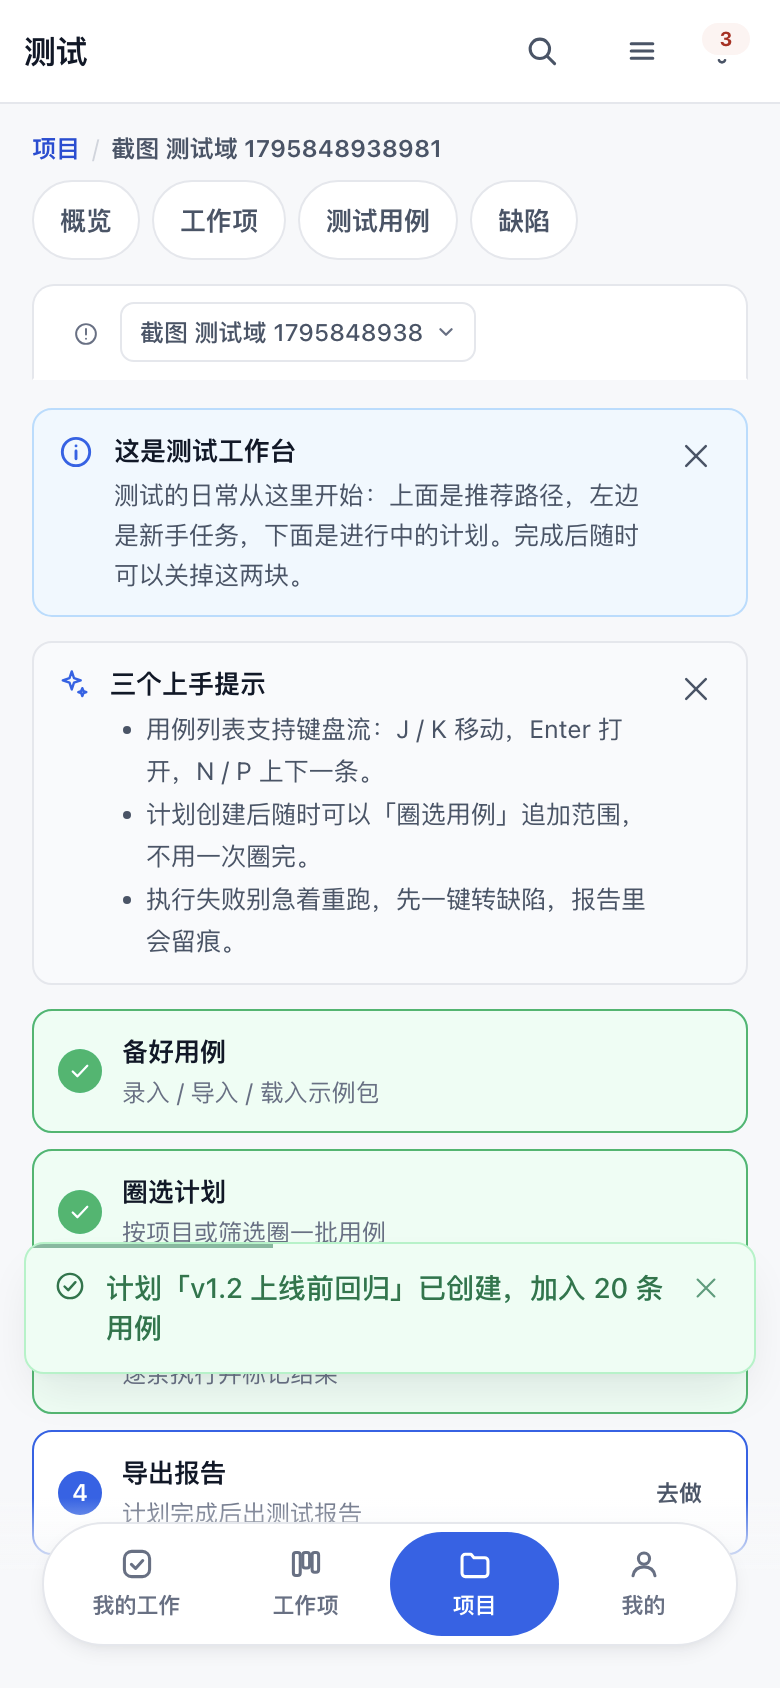 测试
3
项目 / 截图 测试域 1795848938981
概览
工作项
测试用例
缺陷
截图 测试域 1795848938
这是测试工作台
测试的日常从这里开始：上面是推荐路径，左边
是新手任务，下面是进行中的计划。完成后随时
可以关掉这两块。
三个上手提示
用例列表支持键盘流：J / K 移动，Enter 打
开，N / P 上下一条。
计划创建后随时可以「圈选用例」追加范围，
不用一次圈完。
执行失败别急着重跑，先一键转缺陷，报告里
会留痕。
备好用例
录入 / 导入 / 载入示例包
圈选计划
按项目或筛选圈一批用例
计划「v1.2 上线前回归」已创建，加入 20 条
用例
逐条执行并标记结果
4
导出报告
计划完成后出测试报告
去做
我的工作
工作项
项目
我的